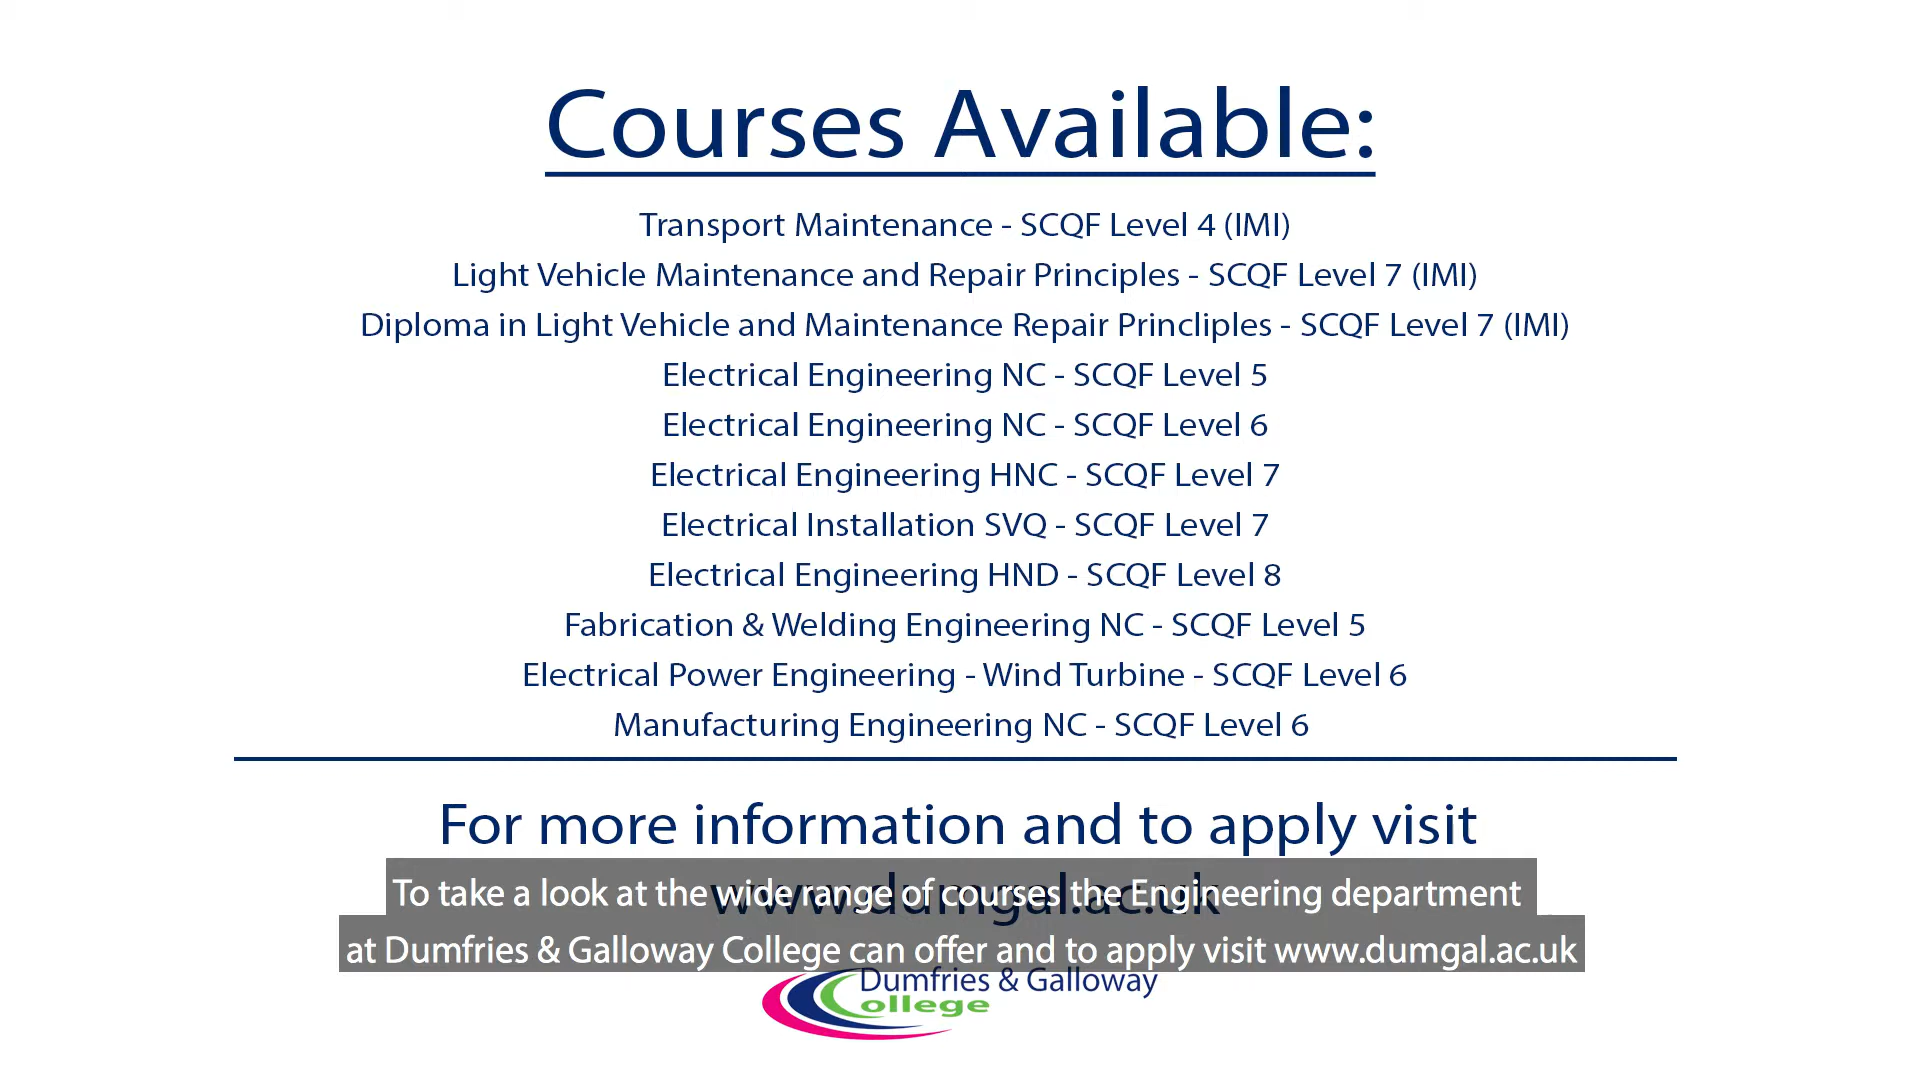 Courses Available:
Transport Maintenance - SCQF Level 4 (IMI)
Light Vehicle Maintenance and Repair Principles - SCQF Level 7 (IMI)
Diploma in Light Vehicle and Maintenance Repair Princliples - SCQF Level 7 (IMI)
Electrical Engineering NC - SCQF Level 5
Electrical Engineering NC - SCQF Level 6
Electrical Engineering HNC - SCQF Level 7
Electrical Installation SVQ - SCQF Level 7
Electrical Engineering HND - SCQF Level 8
Fabrication & Welding Engineering NC - SCQF Level 5
Electrical Power Engineering - Wind Turbine - SCQF Level 6
Manufacturing Engineering NC - SCQF Level 6
For more information and to apply visit
www.dumgal.ac.uk
To take a look at the wide range of courses the Engineering department
at Dumfries & Galloway College can offer and to apply visit www.dumgal.ac.uk
Dumfries & Galloway
College